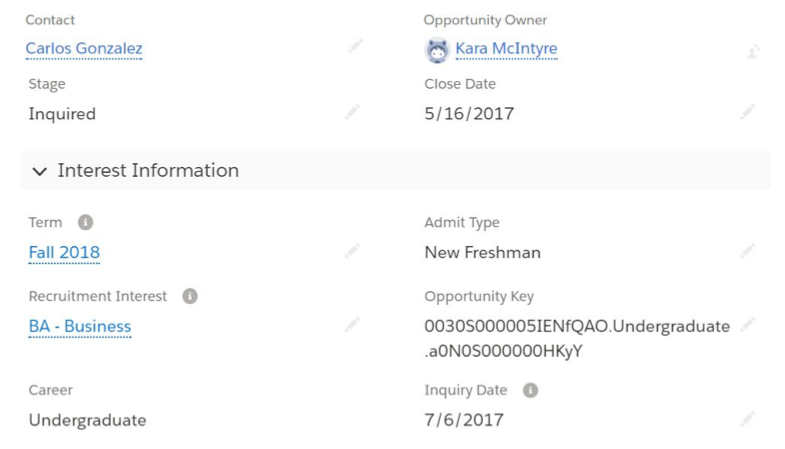 Contact
Opportunity Owner
Carlos Gonzalez
Kara McIntyre
Stage
Close Date
Inquired
5/16/2017
Interest Information
Term
Admit Type
Fall 2018
New Freshman
Recruitment Interest
Opportunity Key
BA - Business
0030S000005IENfQAO.Undergraduate
.a0N0S000000HKyY
Career
Inquiry Date
Undergraduate
7/6/2017